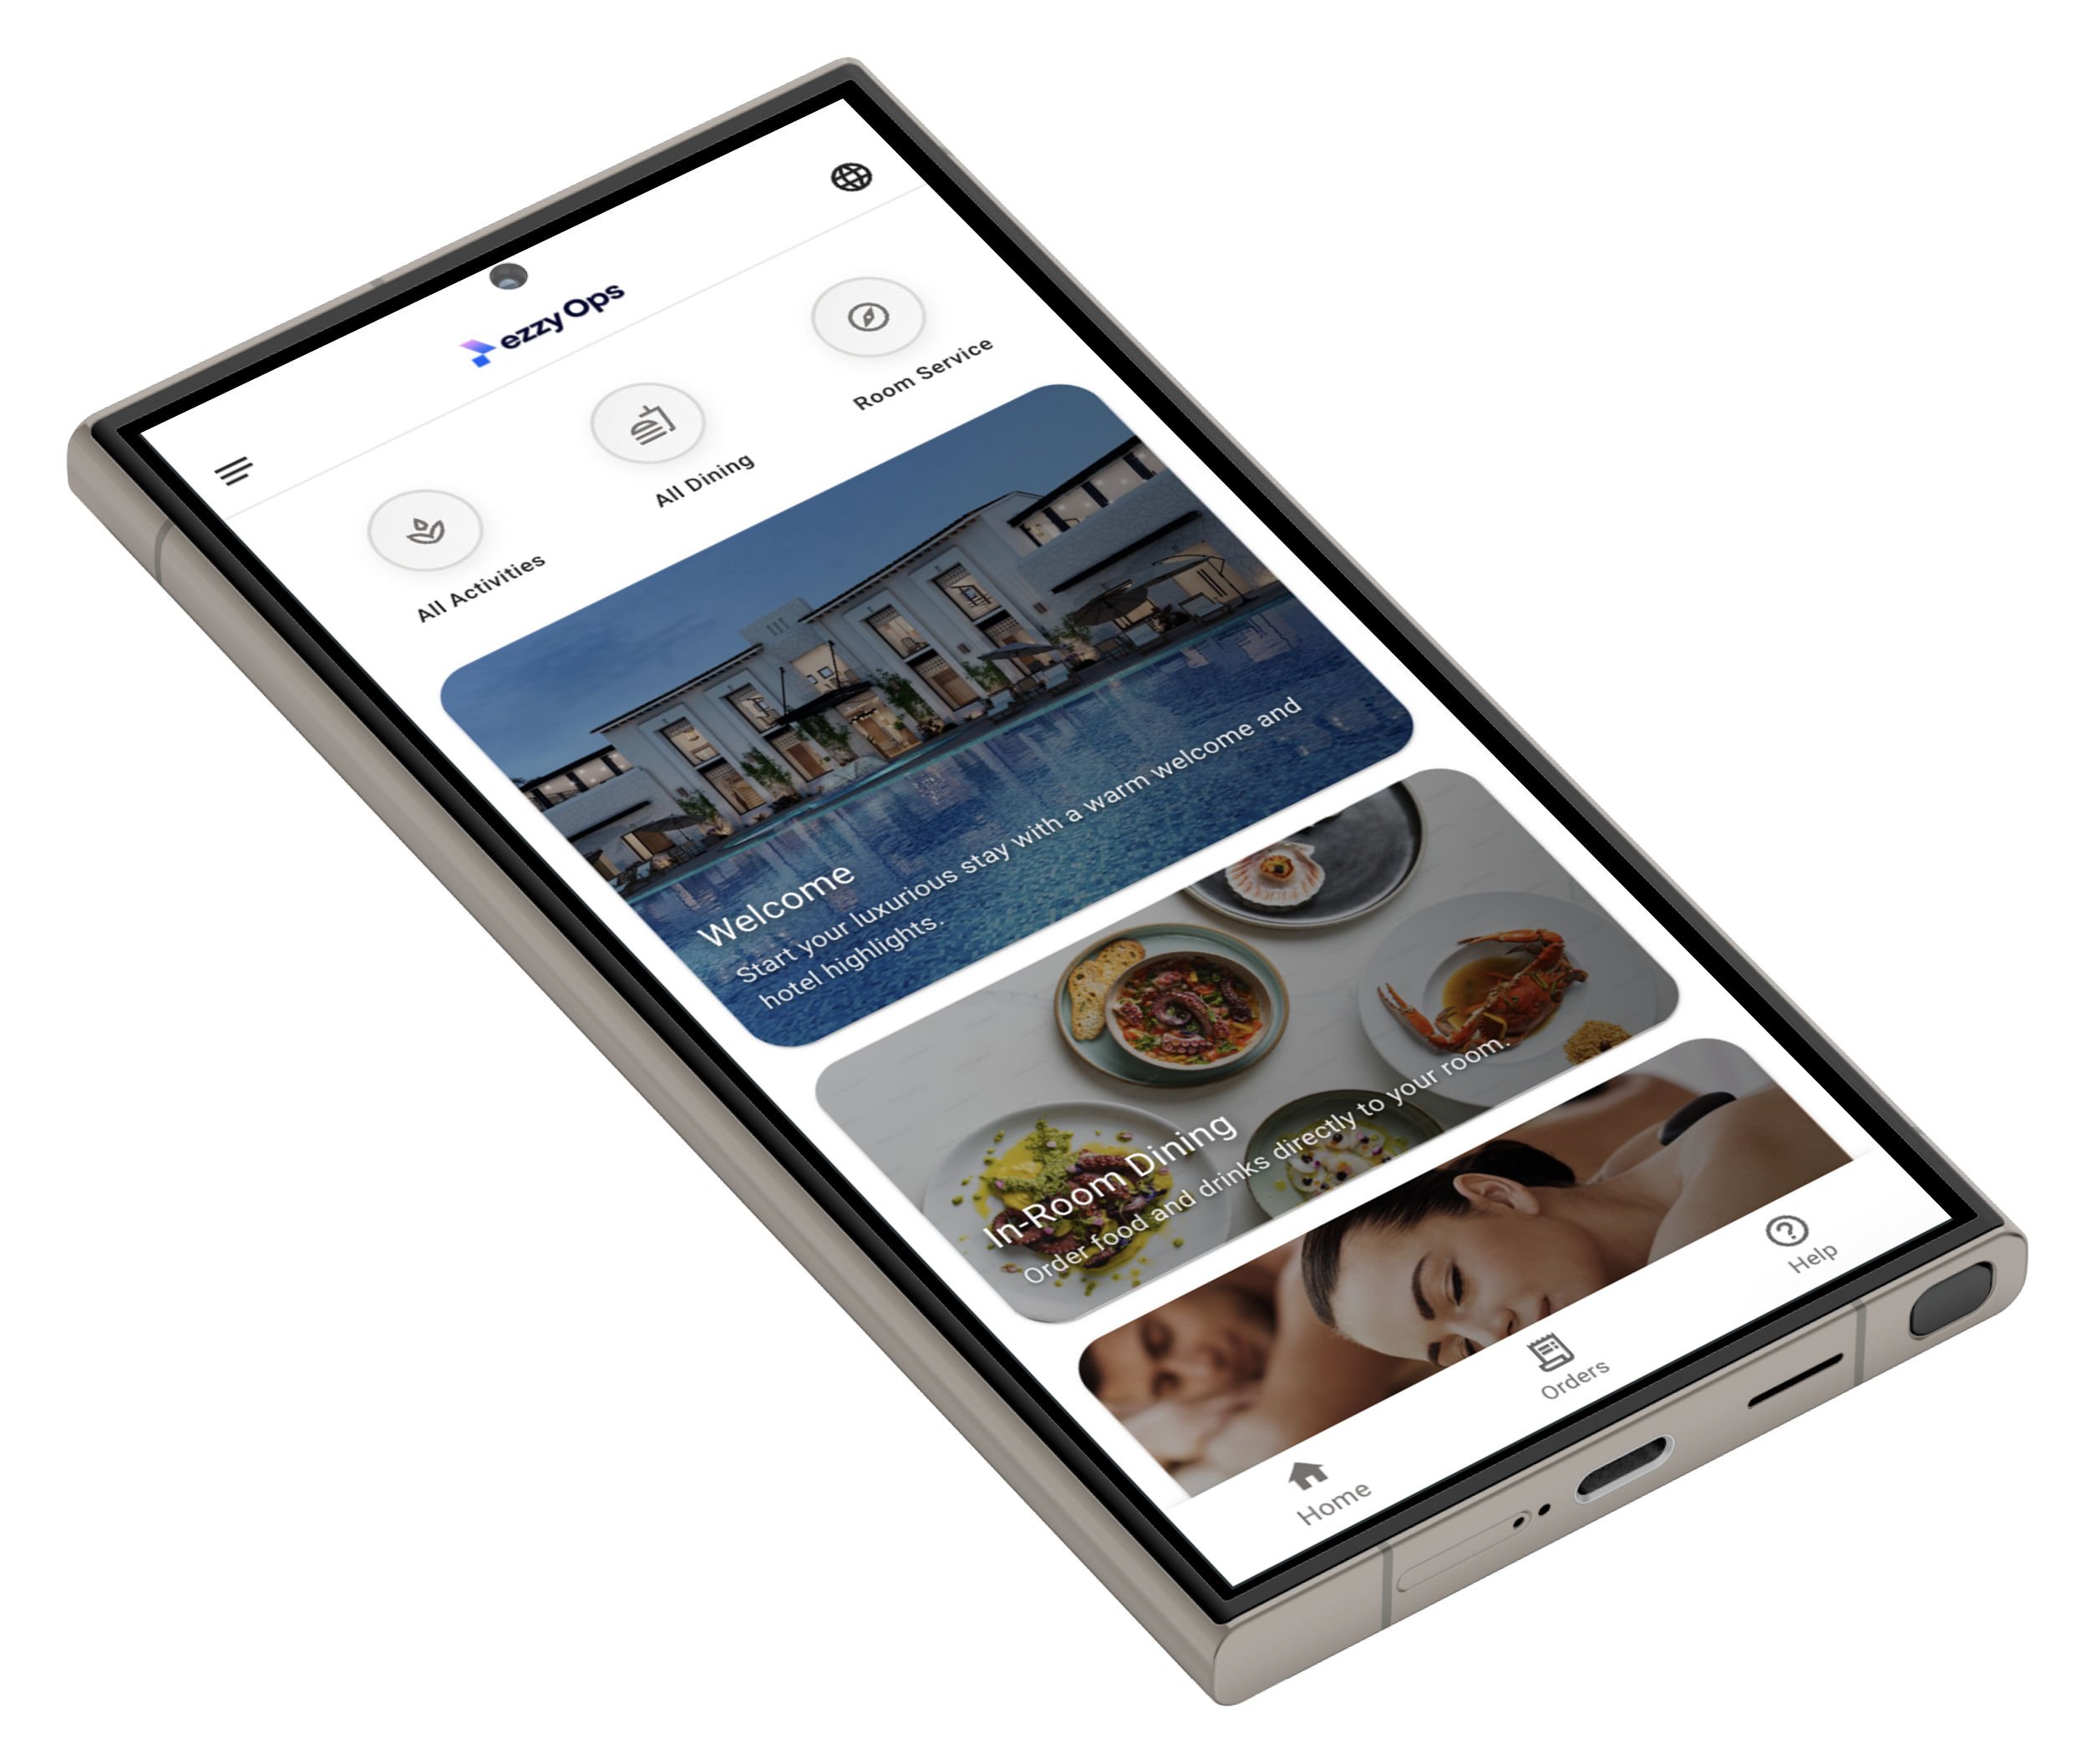 ezzyOps
All Activities
All Dining
Room Service
Welcome
Start your luxurious stay with a warm welcome and
hotel highlights.
In-Room Dining
Order food and drinks directly to your room.
Home
Orders
Help